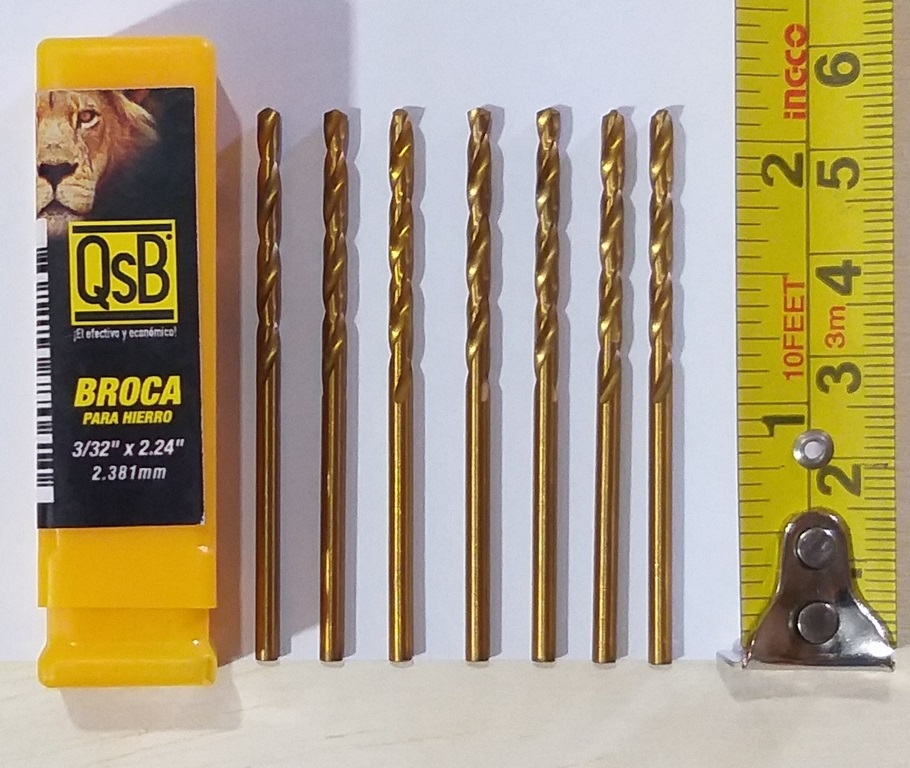 QsB
¡El efectivo y económico!
BROCA
PARA HIERRO
3/32" x 2.24"
2.381mm
INGCO
6
2
5
4
10FEET
3m
3
1
2